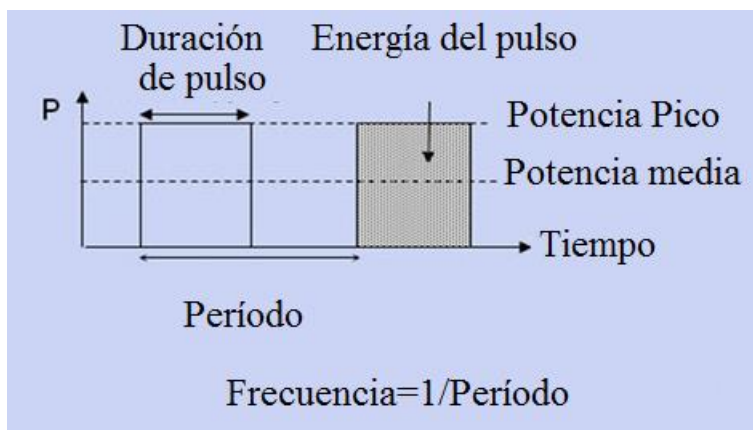 Duración
de pulso
Energía del pulso
P
Potencia Pico
Potencia media
Tiempo
Período
Frecuencia=1/Período